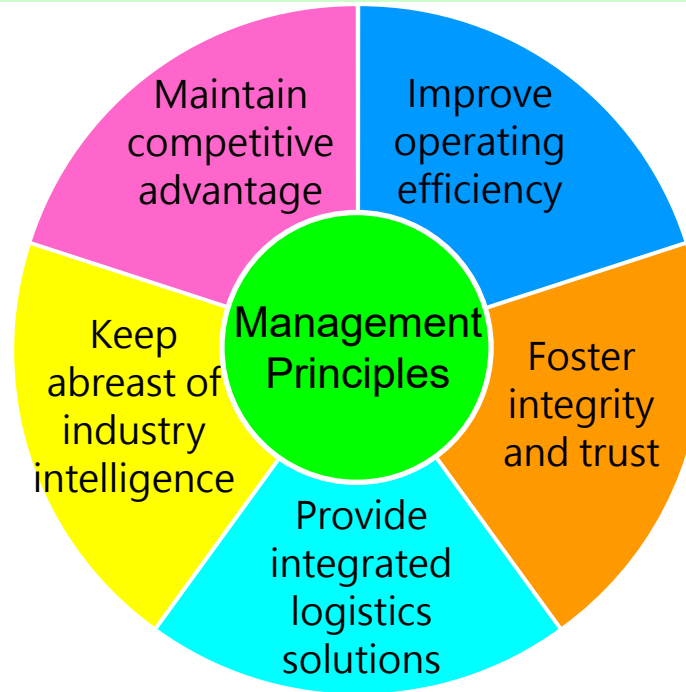 Maintain
competitive
advantage
Improve
operating
efficiency
Management
Principles
Keep
abreast of
industry
intelligence
Foster
integrity
and trust
Provide
integrated
logistics
solutions